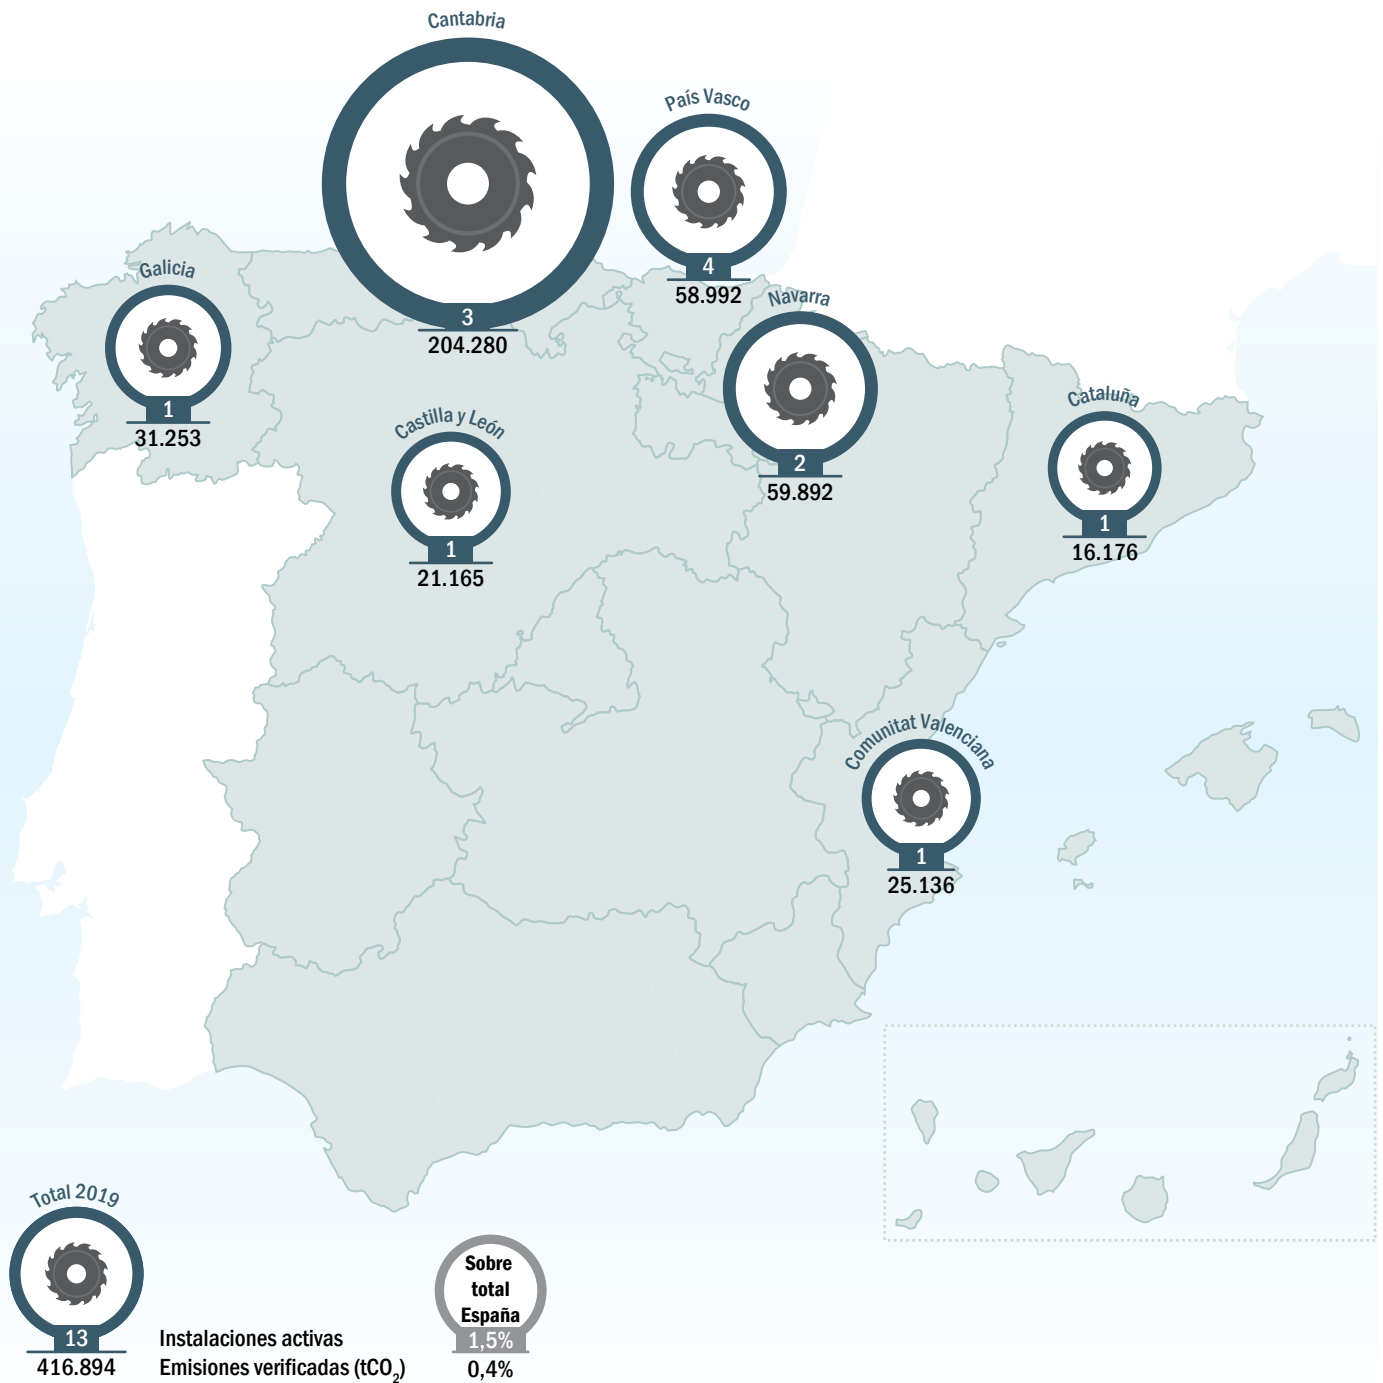 Cantabria
3
204.280
País Vasco
4
58.992
Galicia
1
31.253
Navarra
2
59.892
Castilla y León
1
21.165
Cataluña
1
16.176
Comunitat Valenciana
1
25.136
Total 2019
13
416.894
Instalaciones activas
Emisiones verificadas (tCO₂)
Sobre
total
España
1,5%
0,4%